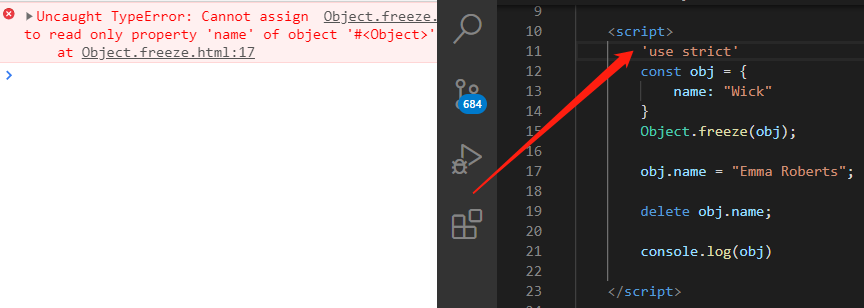 Uncaught TypeError: Cannot assign Object.freeze.
to read only property 'name' of object '#<Object>'
at Object.freeze.html:17
684
9
10 <script>
11 'use strict'
12 const obj = {
13 name: "Wick"
14 }
15 Object.freeze(obj);
16
17 obj.name = "Emma Roberts";
18
19 delete obj.name;
20
21 console.log(obj)
22
23 </script>
24